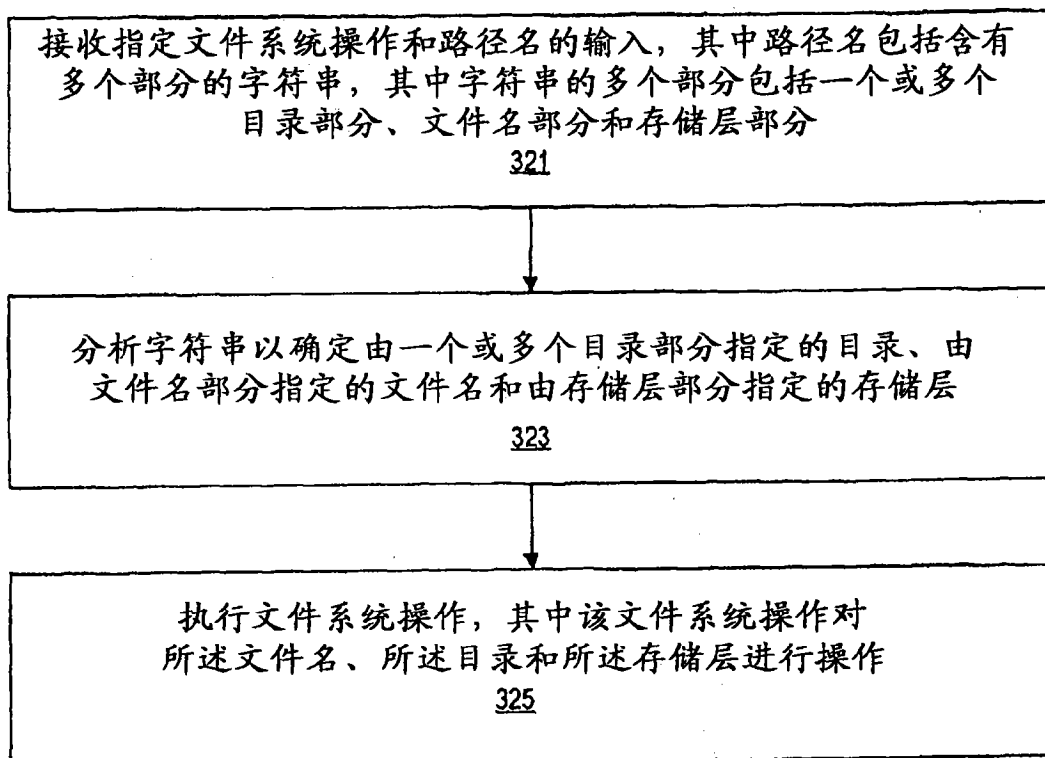 接收指定文件系统操作和路径名的输入，其中路径名包括含有
多个部分的字符串，其中字符串的多个部分包括一个或多个
目录部分、文件名部分和存储层部分
321
分析字符串以确定由一个或多个目录部分指定的目录、由
文件名部分指定的文件名和由存储层部分指定的存储层
323
执行文件系统操作，其中该文件系统操作对
所述文件名、所述目录和所述存储层进行操作
325